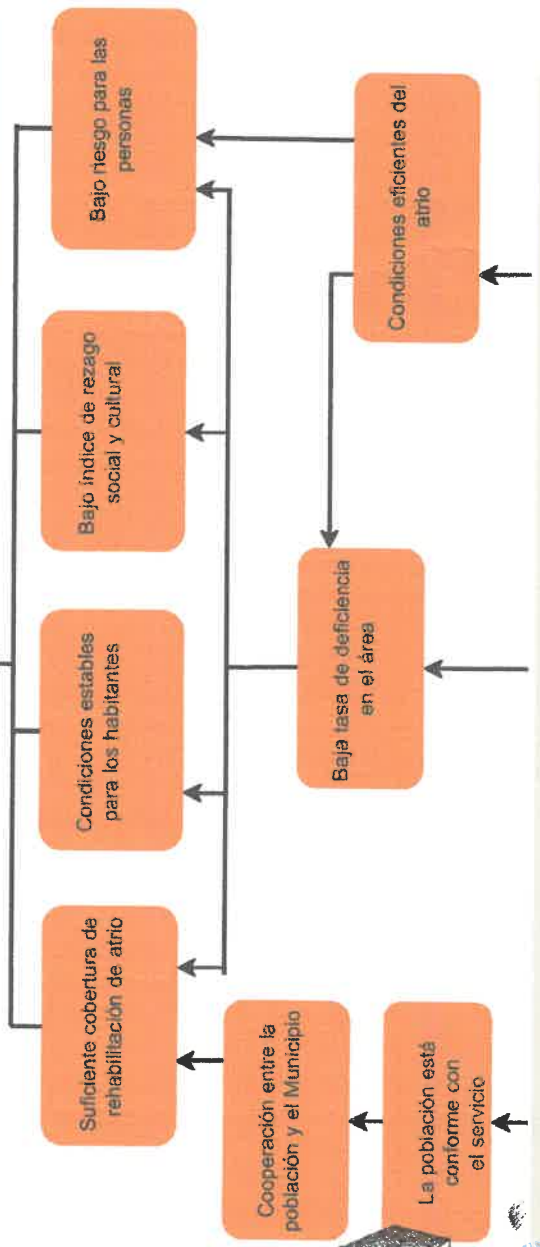 Suficiente cobertura de
rehabilitación de atrio
Condiciones estables
para los habitantes
Bajo índice de rezago
social y cultural
Bajo riesgo para las
personas
Cooperación entre la
población y el Municipio
Baja tasa de deficiencia
en el área
Condiciones eficientes del
atrio
La población está
conforme con
el servicio